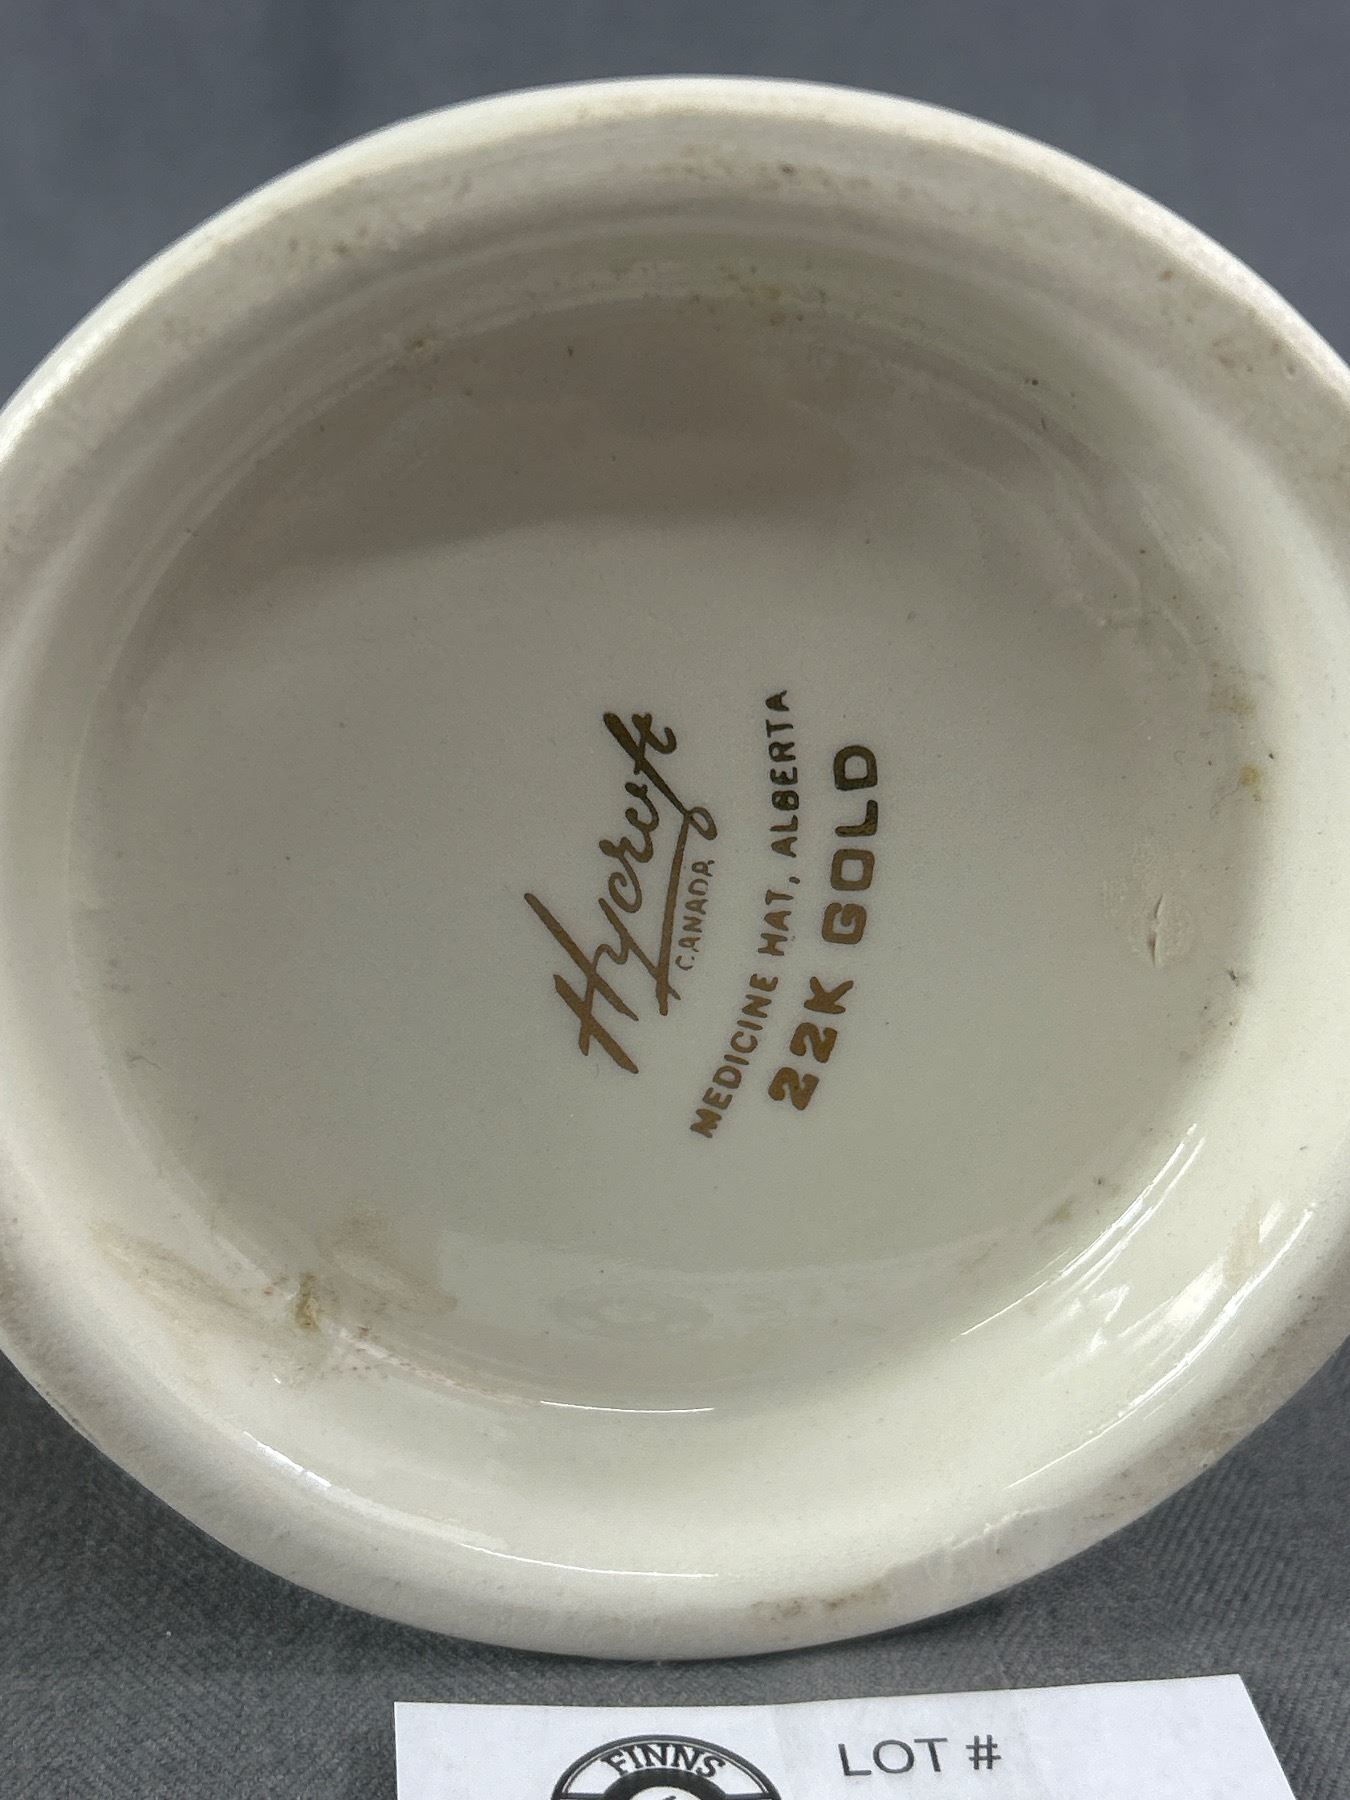 Hycroft
CANADA
MEDICINE HAT, ALBERTA
22K GOLD
FINNS
LOT #